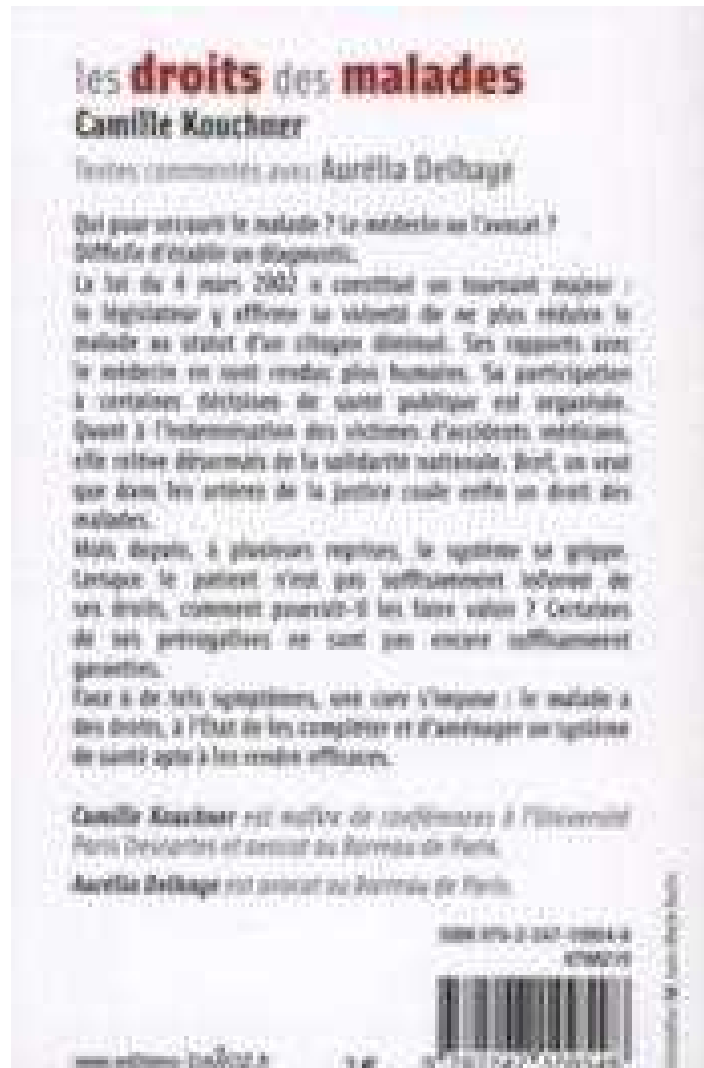 les droits des malades
Camille Kouchner
Textes commentés avec Aurélia Delhaye
Qui pour secourir le malade ? Le médecin ou l'avocat ?
Difficile d'établir un diagnostic.
La loi du 4 mars 2002 a constitué un tournant majeur :
le législateur y affirme sa volonté de ne plus réduire le
malade au statut d'un citoyen diminué. Ses rapports avec
le médecin en sont rendus plus humains. Sa participation
à certaines décisions de santé publique est organisée.
Quant à l'indemnisation des victimes d'accidents médicaux,
elle relève désormais de la solidarité nationale. Bref, on veut
que dans les artères de la justice coule enfin un droit des
malades.
Mais depuis, à plusieurs reprises, le système se grippe.
Lorsque le patient n'est pas suffisamment informé de
ses droits, comment pourrait-il les faire valoir ? Certaines
de ses prérogatives ne sont pas encore suffisamment
garanties.
Face à de tels symptômes, une cure s'impose : le malade a
des droits, à l'État de les compléter et d'aménager un système
de santé apte à les rendre efficaces.
Camille Kouchner est maître de conférences à l'Université
Paris Descartes et avocat au Barreau de Paris.
Aurélia Delhaye est avocat au Barreau de Paris.
ISBN 978-2-247